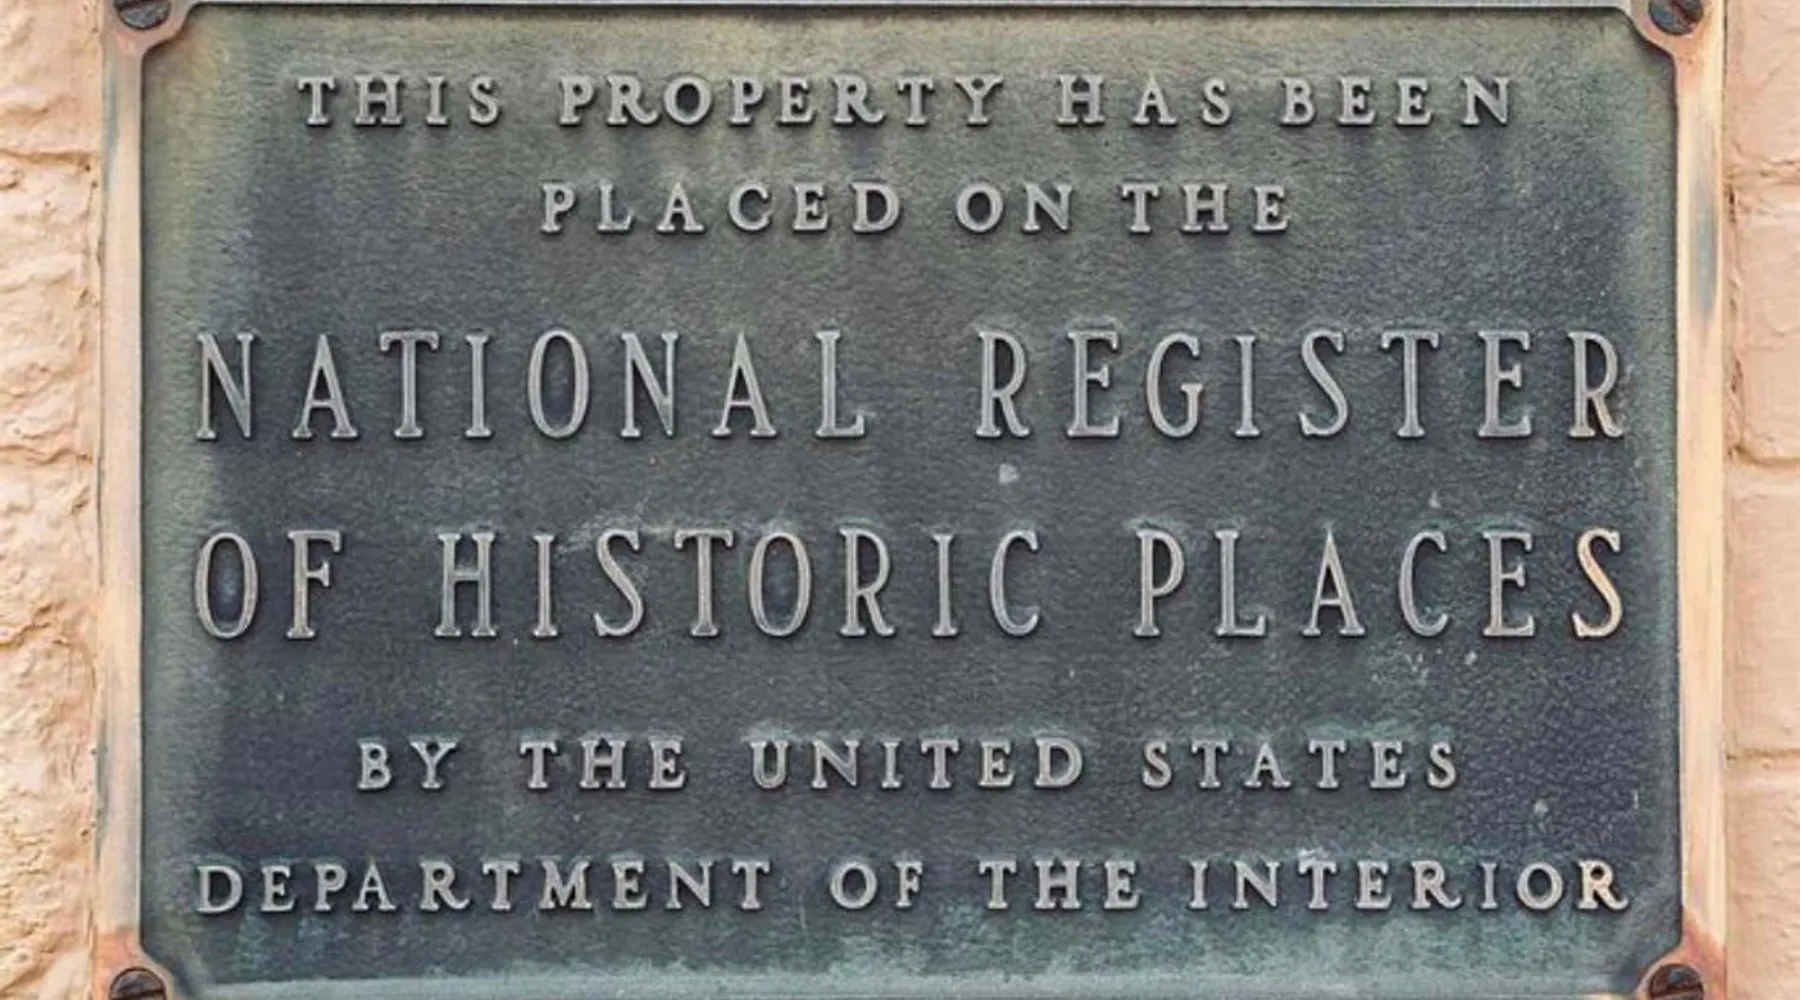 THIS PROPERTY HAS BEEN
PLACED ON THE
NATIONAL REGISTER
OF HISTORIC PLACES
BY THE UNITED STATES
DEPARTMENT OF THE INTERIOR